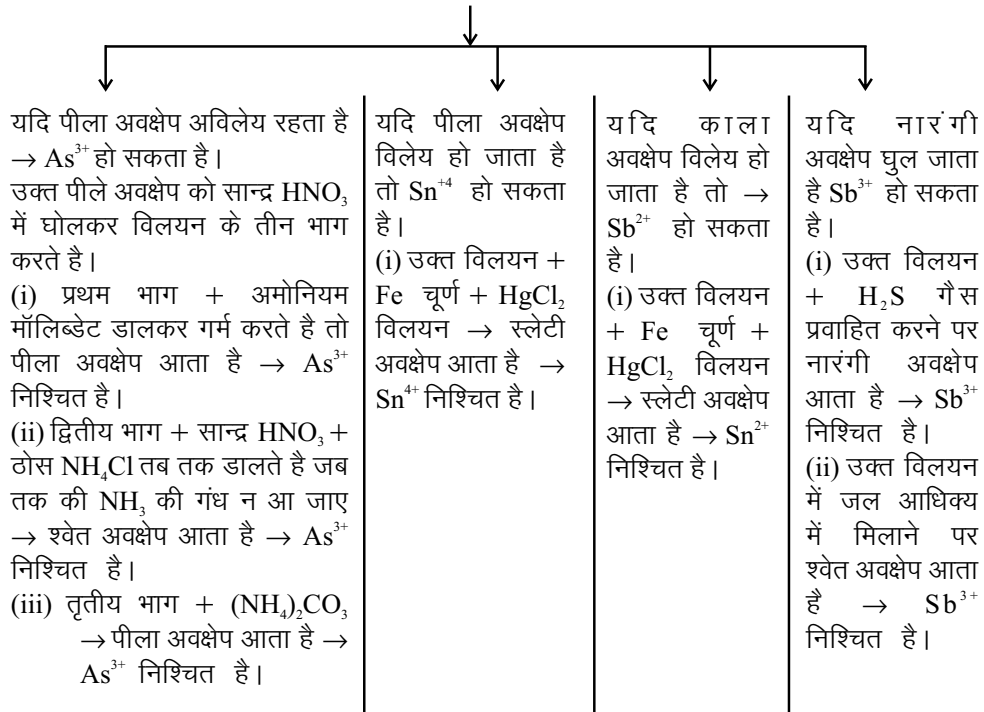 यदि पीला अवक्षेप अविलेय रहता है
→ As³⁺ हो सकता है।
उक्त पीले अवक्षेप को सान्द्र HNO₃
में घोलकर विलयन के तीन भाग
करते है।
(i) प्रथम भाग + अमोनियम
मॉलिब्डेट डालकर गर्म करते है तो
पीला अवक्षेप आता है → As³⁺
निश्चित है।
(ii) द्वितीय भाग + सान्द्र HNO₃ +
ठोस NH₄Cl तब तक डालते है जब
तक की NH₃ की गंध न आ जाए
→ श्वेत अवक्षेप आता है → As³⁺
निश्चित है।
(iii) तृतीय भाग + (NH₄)₂CO₃
→ पीला अवक्षेप आता है →
As³⁺ निश्चित है।
यदि पीला अवक्षेप
विलेय हो जाता है
तो Sn⁺⁴ हो सकता
है।
(i) उक्त विलयन +
Fe चूर्ण + HgCl₂
विलयन → स्लेटी
अवक्षेप आता है →
Sn⁴⁺ निश्चित है।
यदि काला
अवक्षेप विलेय हो
जाता है तो →
Sb²⁺ हो सकता
है।
(i) उक्त विलयन
+ Fe चूर्ण +
HgCl₂ विलयन
→ स्लेटी अवक्षेप
आता है → Sn²⁺
निश्चित है।
यदि नारंगी
अवक्षेप घुल जाता
है Sb³⁺ हो सकता
है।
(i) उक्त विलयन
+ H₂S गैस
प्रवाहित करने पर
नारंगी अवक्षेप
आता है → Sb³⁺
निश्चित है।
(ii) उक्त विलयन
में जल आधिक्य
में मिलाने पर
श्वेत अवक्षेप आता
है → Sb³⁺
निश्चित है।